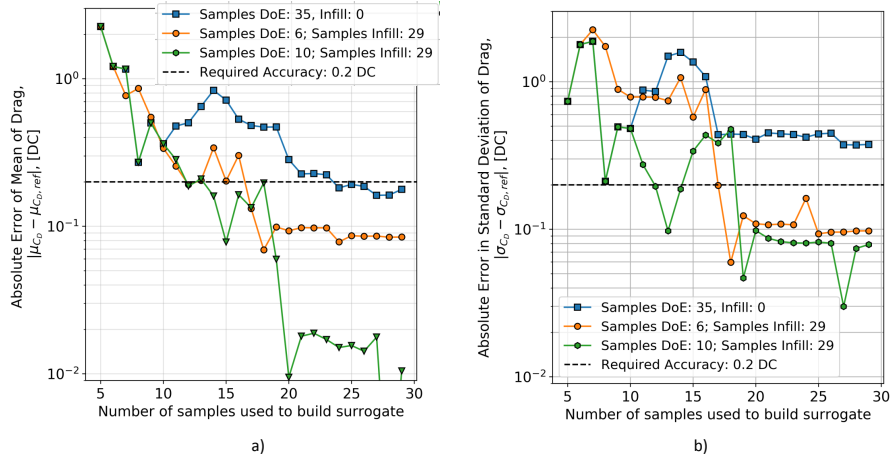 Samples DoE: 35, Infill: 0
Samples DoE: 6; Samples Infill: 29
Samples DoE: 10; Samples Infill: 29
Required Accuracy: 0.2 DC
Absolute Error of Mean of Drag,
|μ_{C_D} − μ_{C_D, ref}|, [DC]
10⁰
10⁻¹
10⁻²
5 10 15 20 25 30
Number of samples used to build surrogate
a)
Absolute Error in Standard Deviation of Drag,
|σ_{C_D} − σ_{C_D, ref}|, [DC]
10⁰
10⁻¹
10⁻²
Samples DoE: 35, Infill: 0
Samples DoE: 6; Samples Infill: 29
Samples DoE: 10; Samples Infill: 29
Required Accuracy: 0.2 DC
5 10 15 20 25 30
Number of samples used to build surrogate
b)